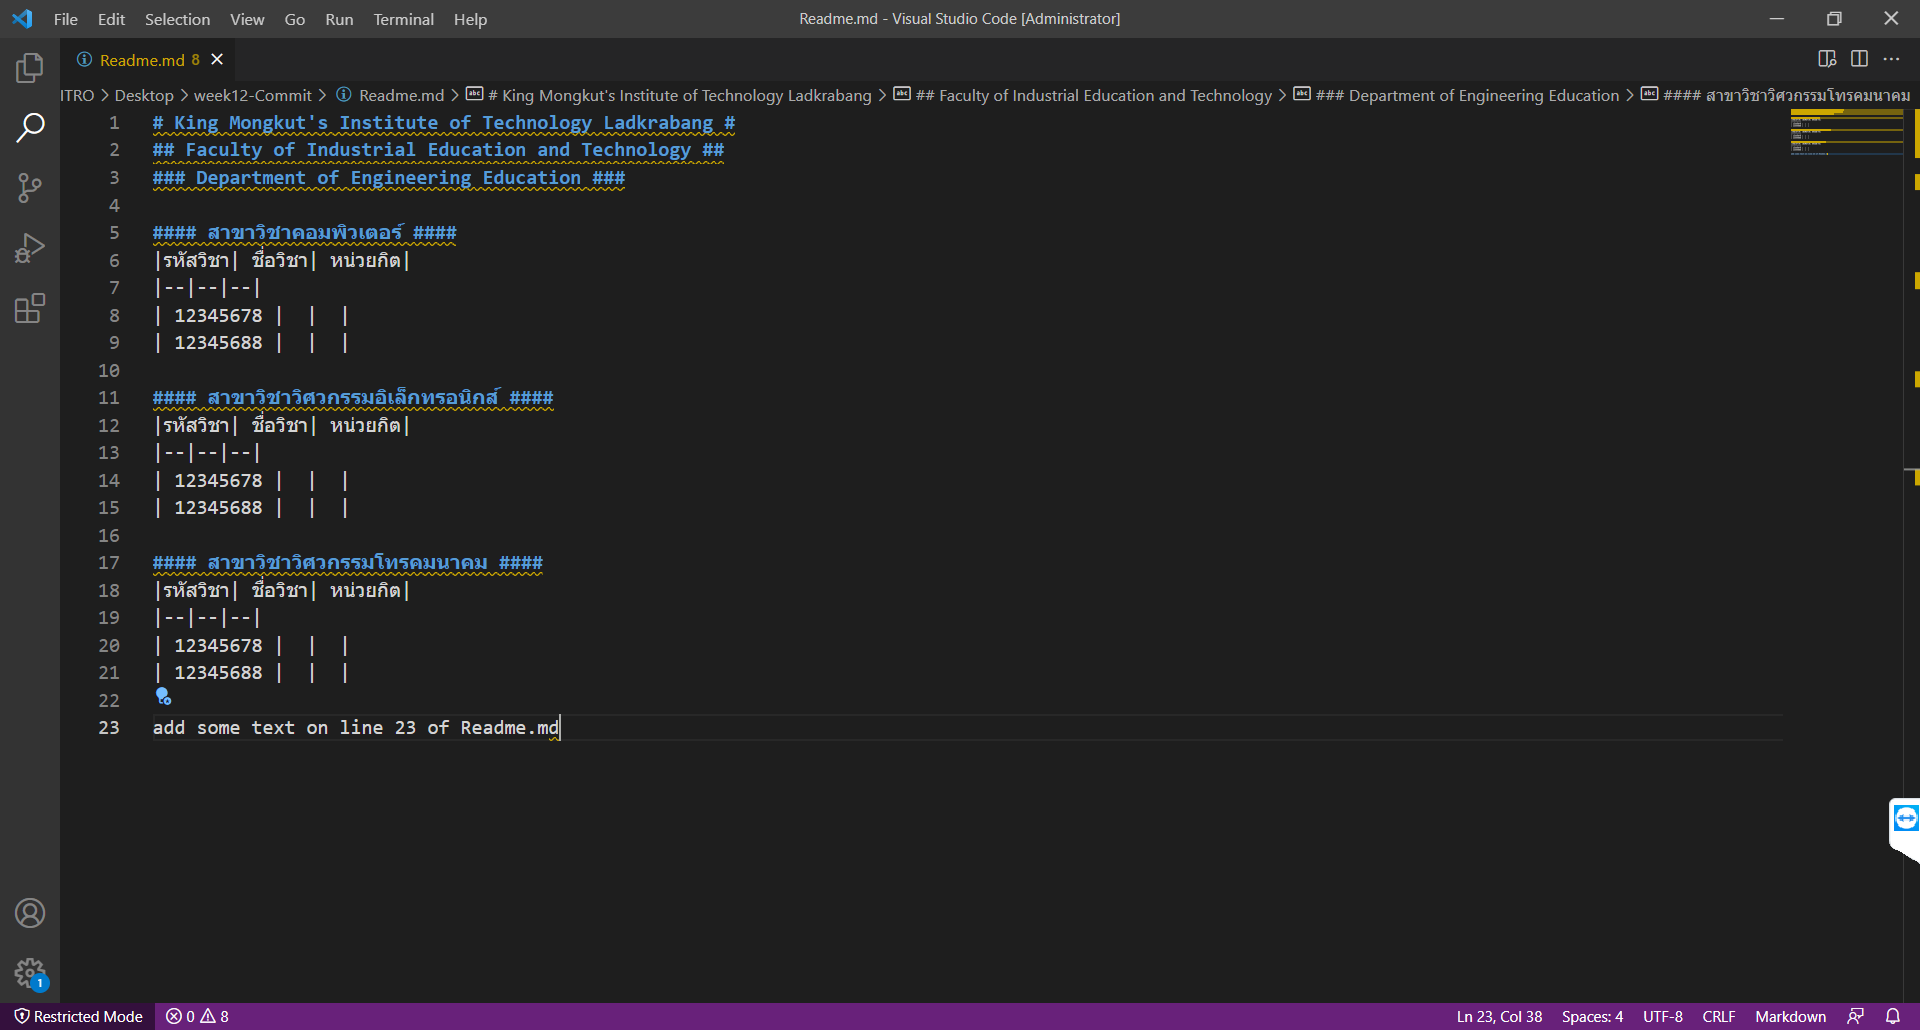 File Edit Selection View Go Run Terminal Help
Readme.md - Visual Studio Code [Administrator]
Readme.md 8
ITRO > Desktop > week12-Commit > Readme.md > # King Mongkut's Institute of Technology Ladkrabang > ## Faculty of Industrial Education and Technology > ### Department of Engineering Education > #### สาขาวิชาวิศวกรรมโทรคมนาคม
1 # King Mongkut's Institute of Technology Ladkrabang #
2 ## Faculty of Industrial Education and Technology ##
3 ### Department of Engineering Education ###
4
5 #### สาขาวิชาคอมพิวเตอร์ ####
6 |รหัสวิชา| ชื่อวิชา| หน่วยกิต|
7 |--|--|--|
8 | 12345678 | | |
9 | 12345688 | | |
10
11 #### สาขาวิชาวิศวกรรมอิเล็กทรอนิกส์ ####
12 |รหัสวิชา| ชื่อวิชา| หน่วยกิต|
13 |--|--|--|
14 | 12345678 | | |
15 | 12345688 | | |
16
17 #### สาขาวิชาวิศวกรรมโทรคมนาคม ####
18 |รหัสวิชา| ชื่อวิชา| หน่วยกิต|
19 |--|--|--|
20 | 12345678 | | |
21 | 12345688 | | |
22
23 add some text on line 23 of Readme.md
1
Restricted Mode 0 8
Ln 23, Col 38 Spaces: 4 UTF-8 CRLF Markdown